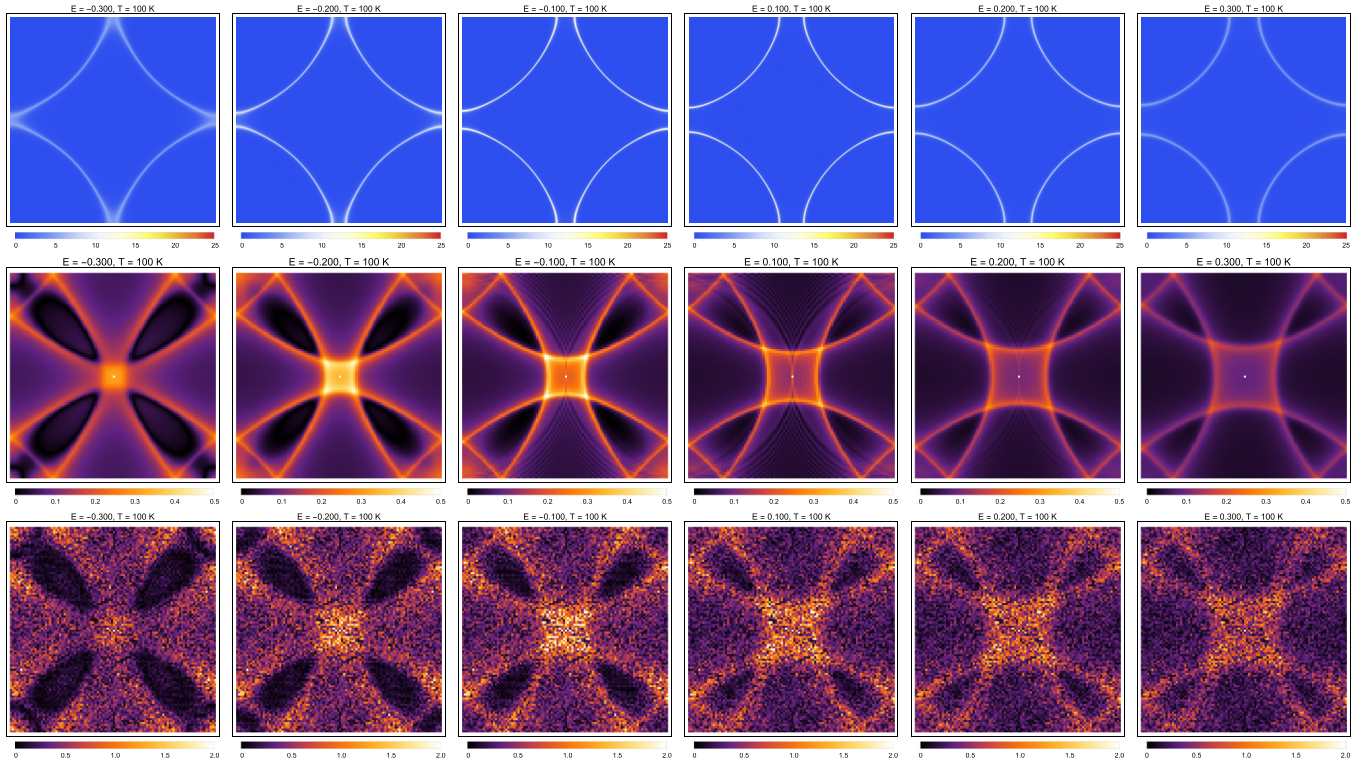 E = −0.300, T = 100 K E = −0.200, T = 100 K E = −0.100, T = 100 K E = 0.100, T = 100 K E = 0.200, T = 100 K E = 0.300, T = 100 K
0 5 10 15 20 25 0 5 10 15 20 25 0 5 10 15 20 25 0 5 10 15 20 25 0 5 10 15 20 25 0 5 10 15 20 25
E = −0.300, T = 100 K E = −0.200, T = 100 K E = −0.100, T = 100 K E = 0.100, T = 100 K E = 0.200, T = 100 K E = 0.300, T = 100 K
0 0.1 0.2 0.3 0.4 0.5 0 0.1 0.2 0.3 0.4 0.5 0 0.1 0.2 0.3 0.4 0.5 0 0.1 0.2 0.3 0.4 0.5 0 0.1 0.2 0.3 0.4 0.5 0 0.1 0.2 0.3 0.4 0.5
E = −0.300, T = 100 K E = −0.200, T = 100 K E = −0.100, T = 100 K E = 0.100, T = 100 K E = 0.200, T = 100 K E = 0.300, T = 100 K
0 0.5 1.0 1.5 2.0 0 0.5 1.0 1.5 2.0 0 0.5 1.0 1.5 2.0 0 0.5 1.0 1.5 2.0 0 0.5 1.0 1.5 2.0 0 0.5 1.0 1.5 2.0